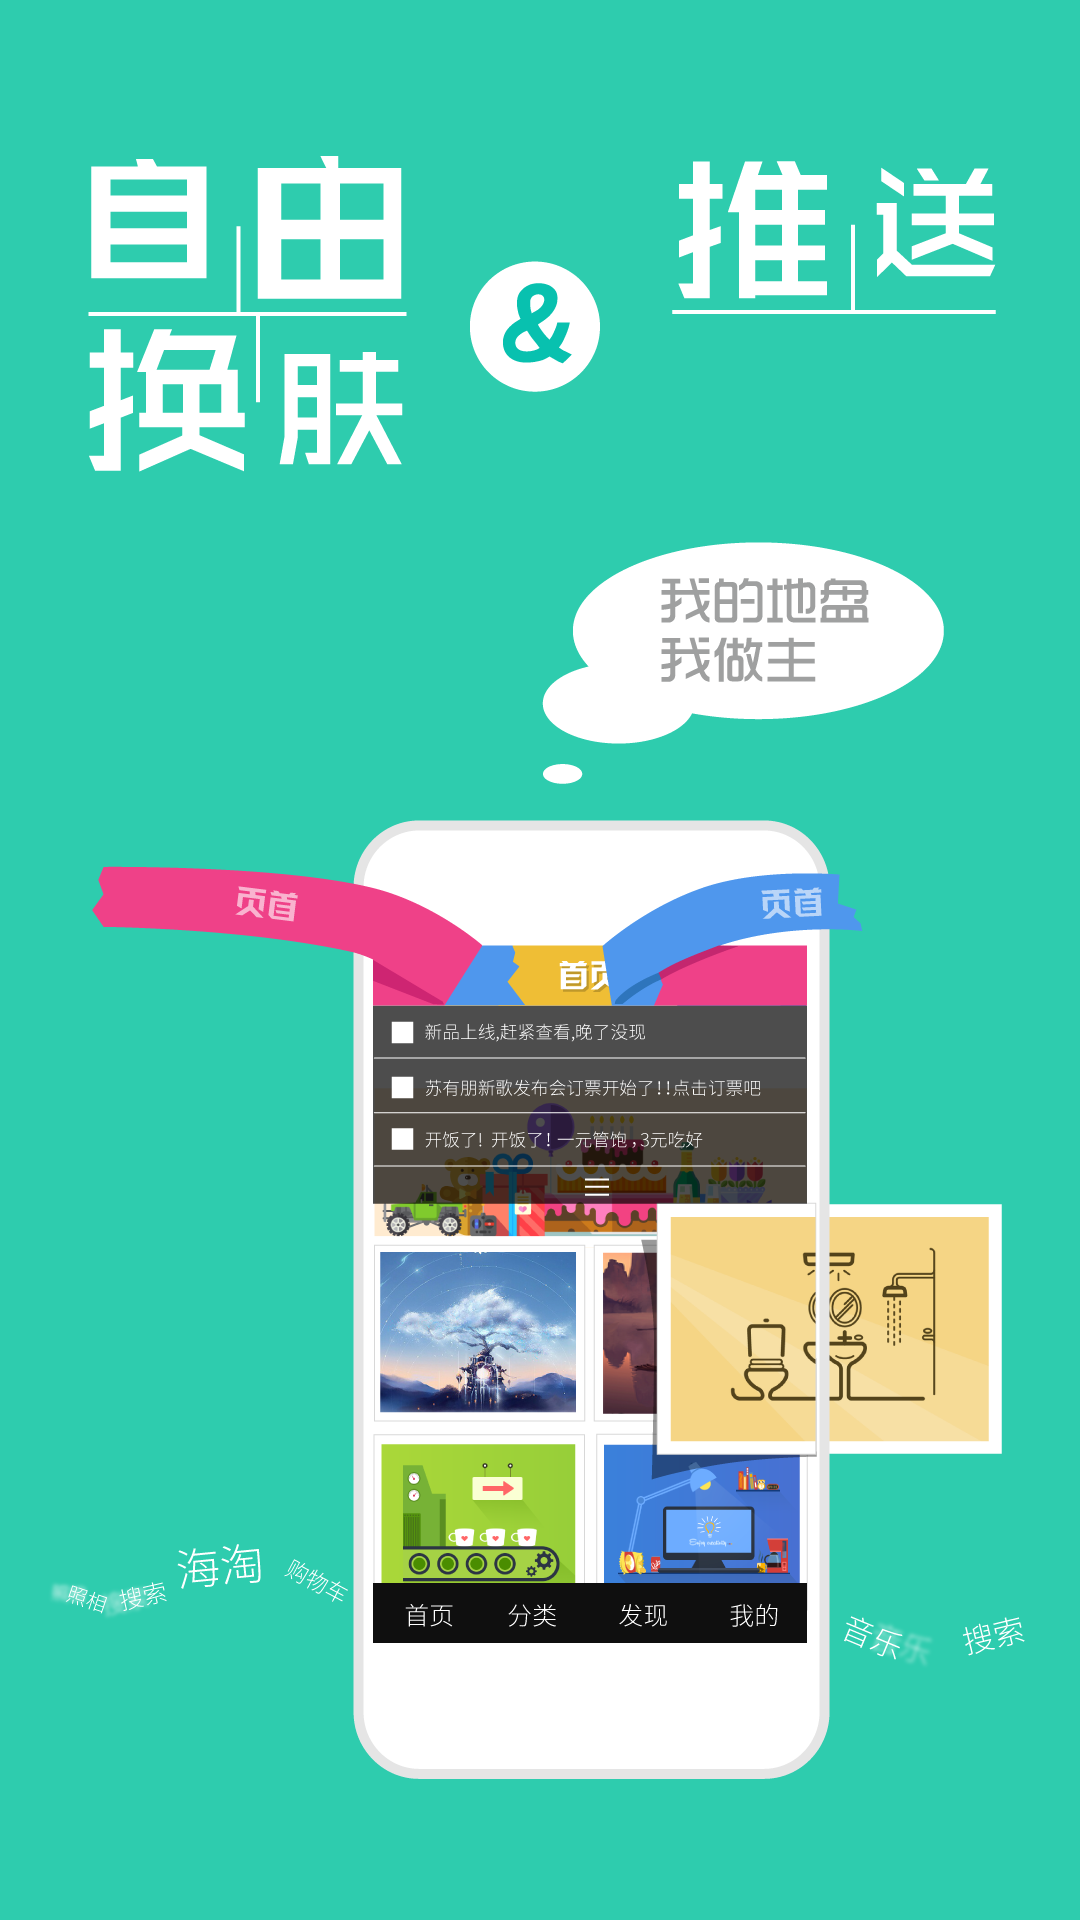 自由
换肤
&
推送
我的地盘
我做主
页首
页首
首页
新品上线,赶紧查看,晚了没现
苏有朋新歌发布会订票开始了!!点击订票吧
开饭了! 开饭了!一元管饱,3元吃好
首页 分类 发现 我的
照相 搜索 海淘 购物车
音乐 搜索